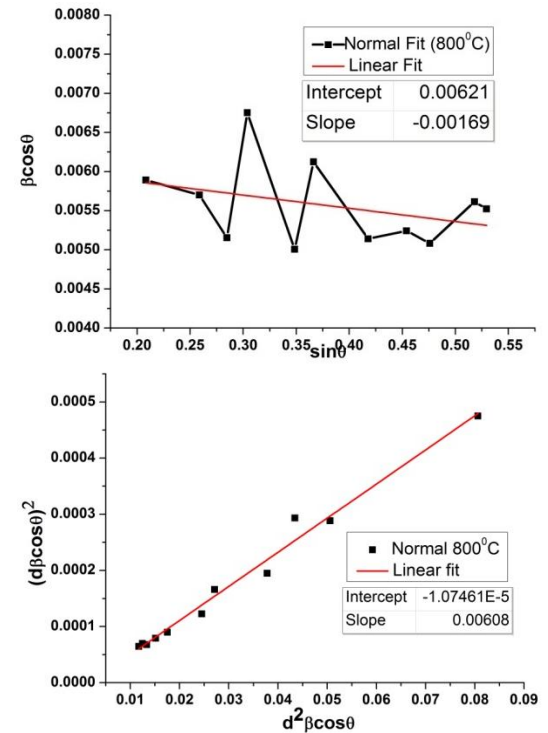 0.0080
0.0075
0.0070
0.0065
0.0060
0.0055
0.0050
0.0045
0.0040
βcosθ
Normal Fit (800⁰C)
Linear Fit
Intercept 0.00621
Slope -0.00169
0.20 0.25 0.30 0.35 0.40 0.45 0.50 0.55
sinθ
0.0005
0.0004
0.0003
0.0002
0.0001
0.0000
(dβcosθ)²
Normal 800⁰C
Linear fit
Intercept -1.07461E-5
Slope 0.00608
0.01 0.02 0.03 0.04 0.05 0.06 0.07 0.08 0.09
d²βcosθ